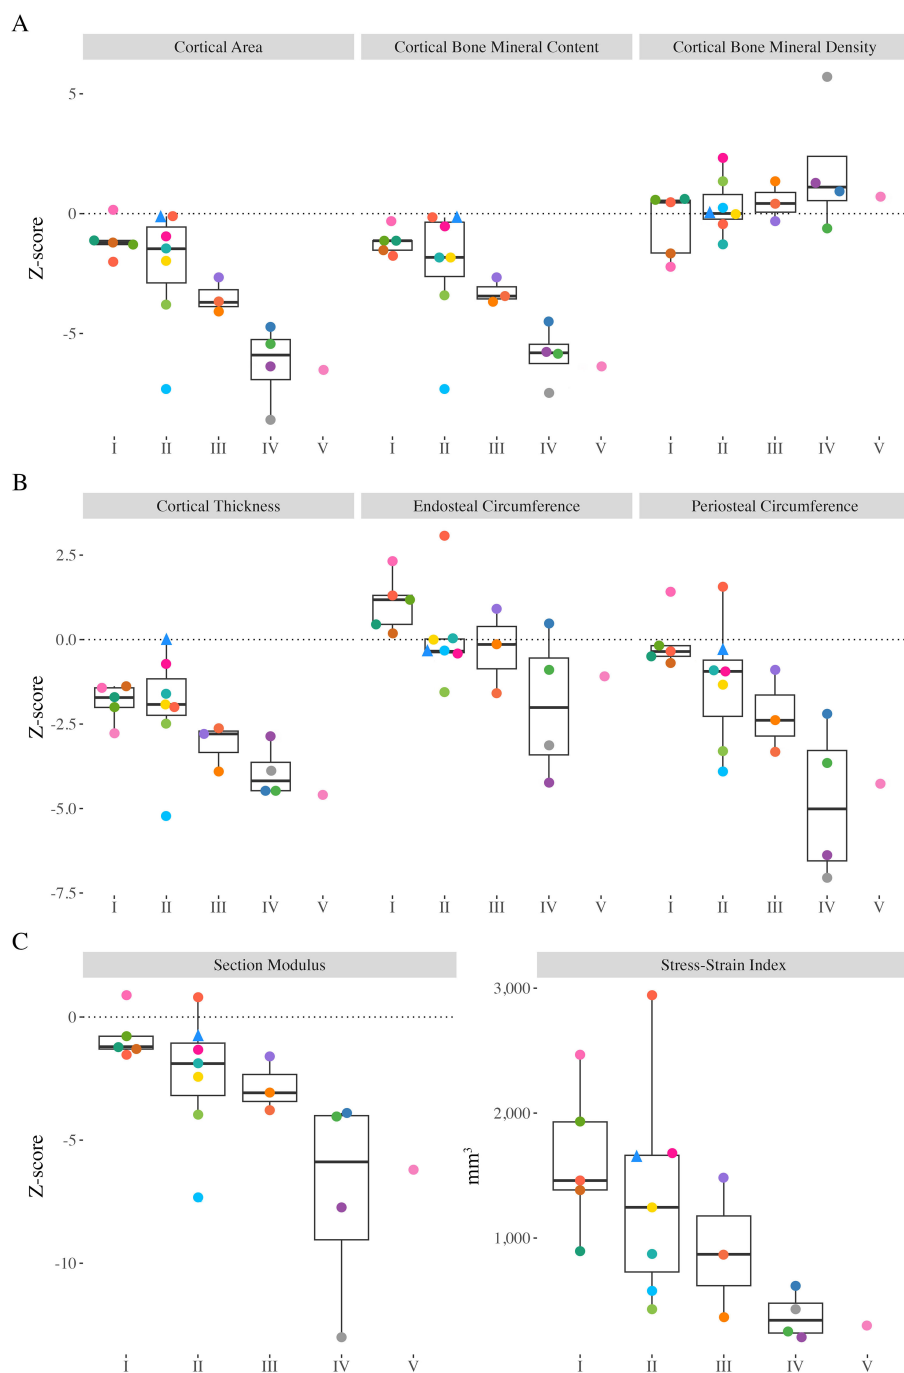 A
Cortical Area Cortical Bone Mineral Content Cortical Bone Mineral Density
5
0
-5
Z-score
I II III IV V I II III IV V I II III IV V
B
Cortical Thickness Endosteal Circumference Periosteal Circumference
2.5
0.0
-2.5
-5.0
-7.5
Z-score
I II III IV V I II III IV V I II III IV V
C
Section Modulus Stress-Strain Index
0
-5
-10
Z-score
3,000
2,000
1,000
mm³
I II III IV V I II III IV V